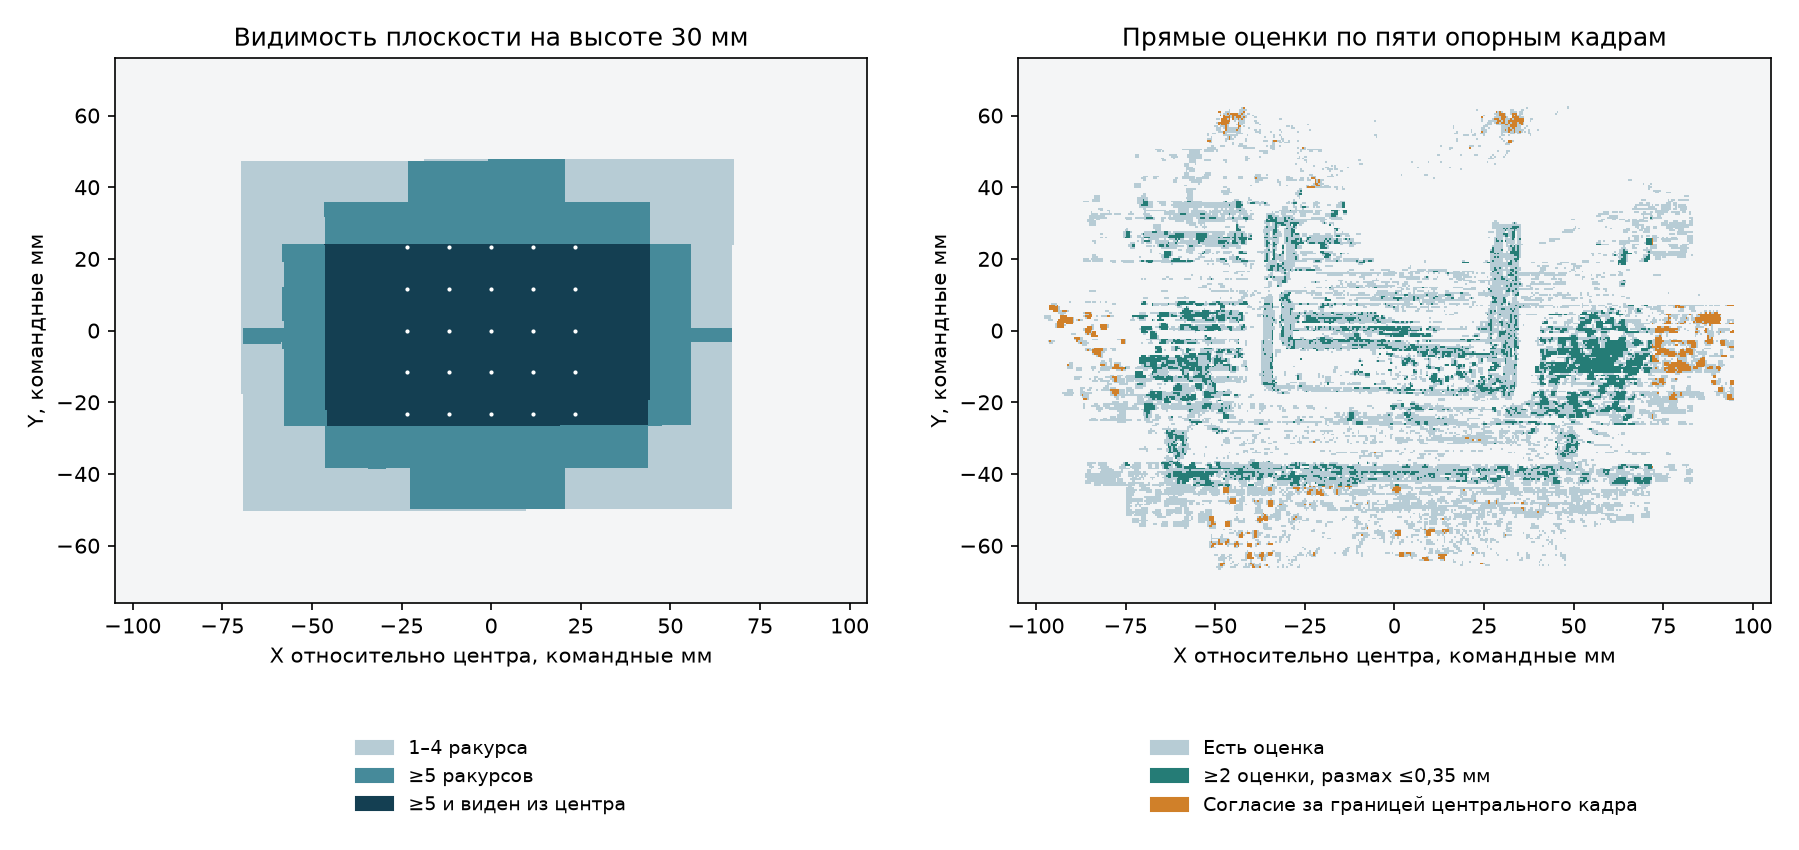 Видимость плоскости на высоте 30 мм
60
40
20
0
−20
−40
−60
Y, командные мм
−100
−75
−50
−25
0
25
50
75
100
X относительно центра, командные мм
1–4 ракурса
≥5 ракурсов
≥5 и виден из центра
Прямые оценки по пяти опорным кадрам
60
40
20
0
−20
−40
−60
Y, командные мм
−100
−75
−50
−25
0
25
50
75
100
X относительно центра, командные мм
Есть оценка
≥2 оценки, размах ≤0,35 мм
Согласие за границей центрального кадра